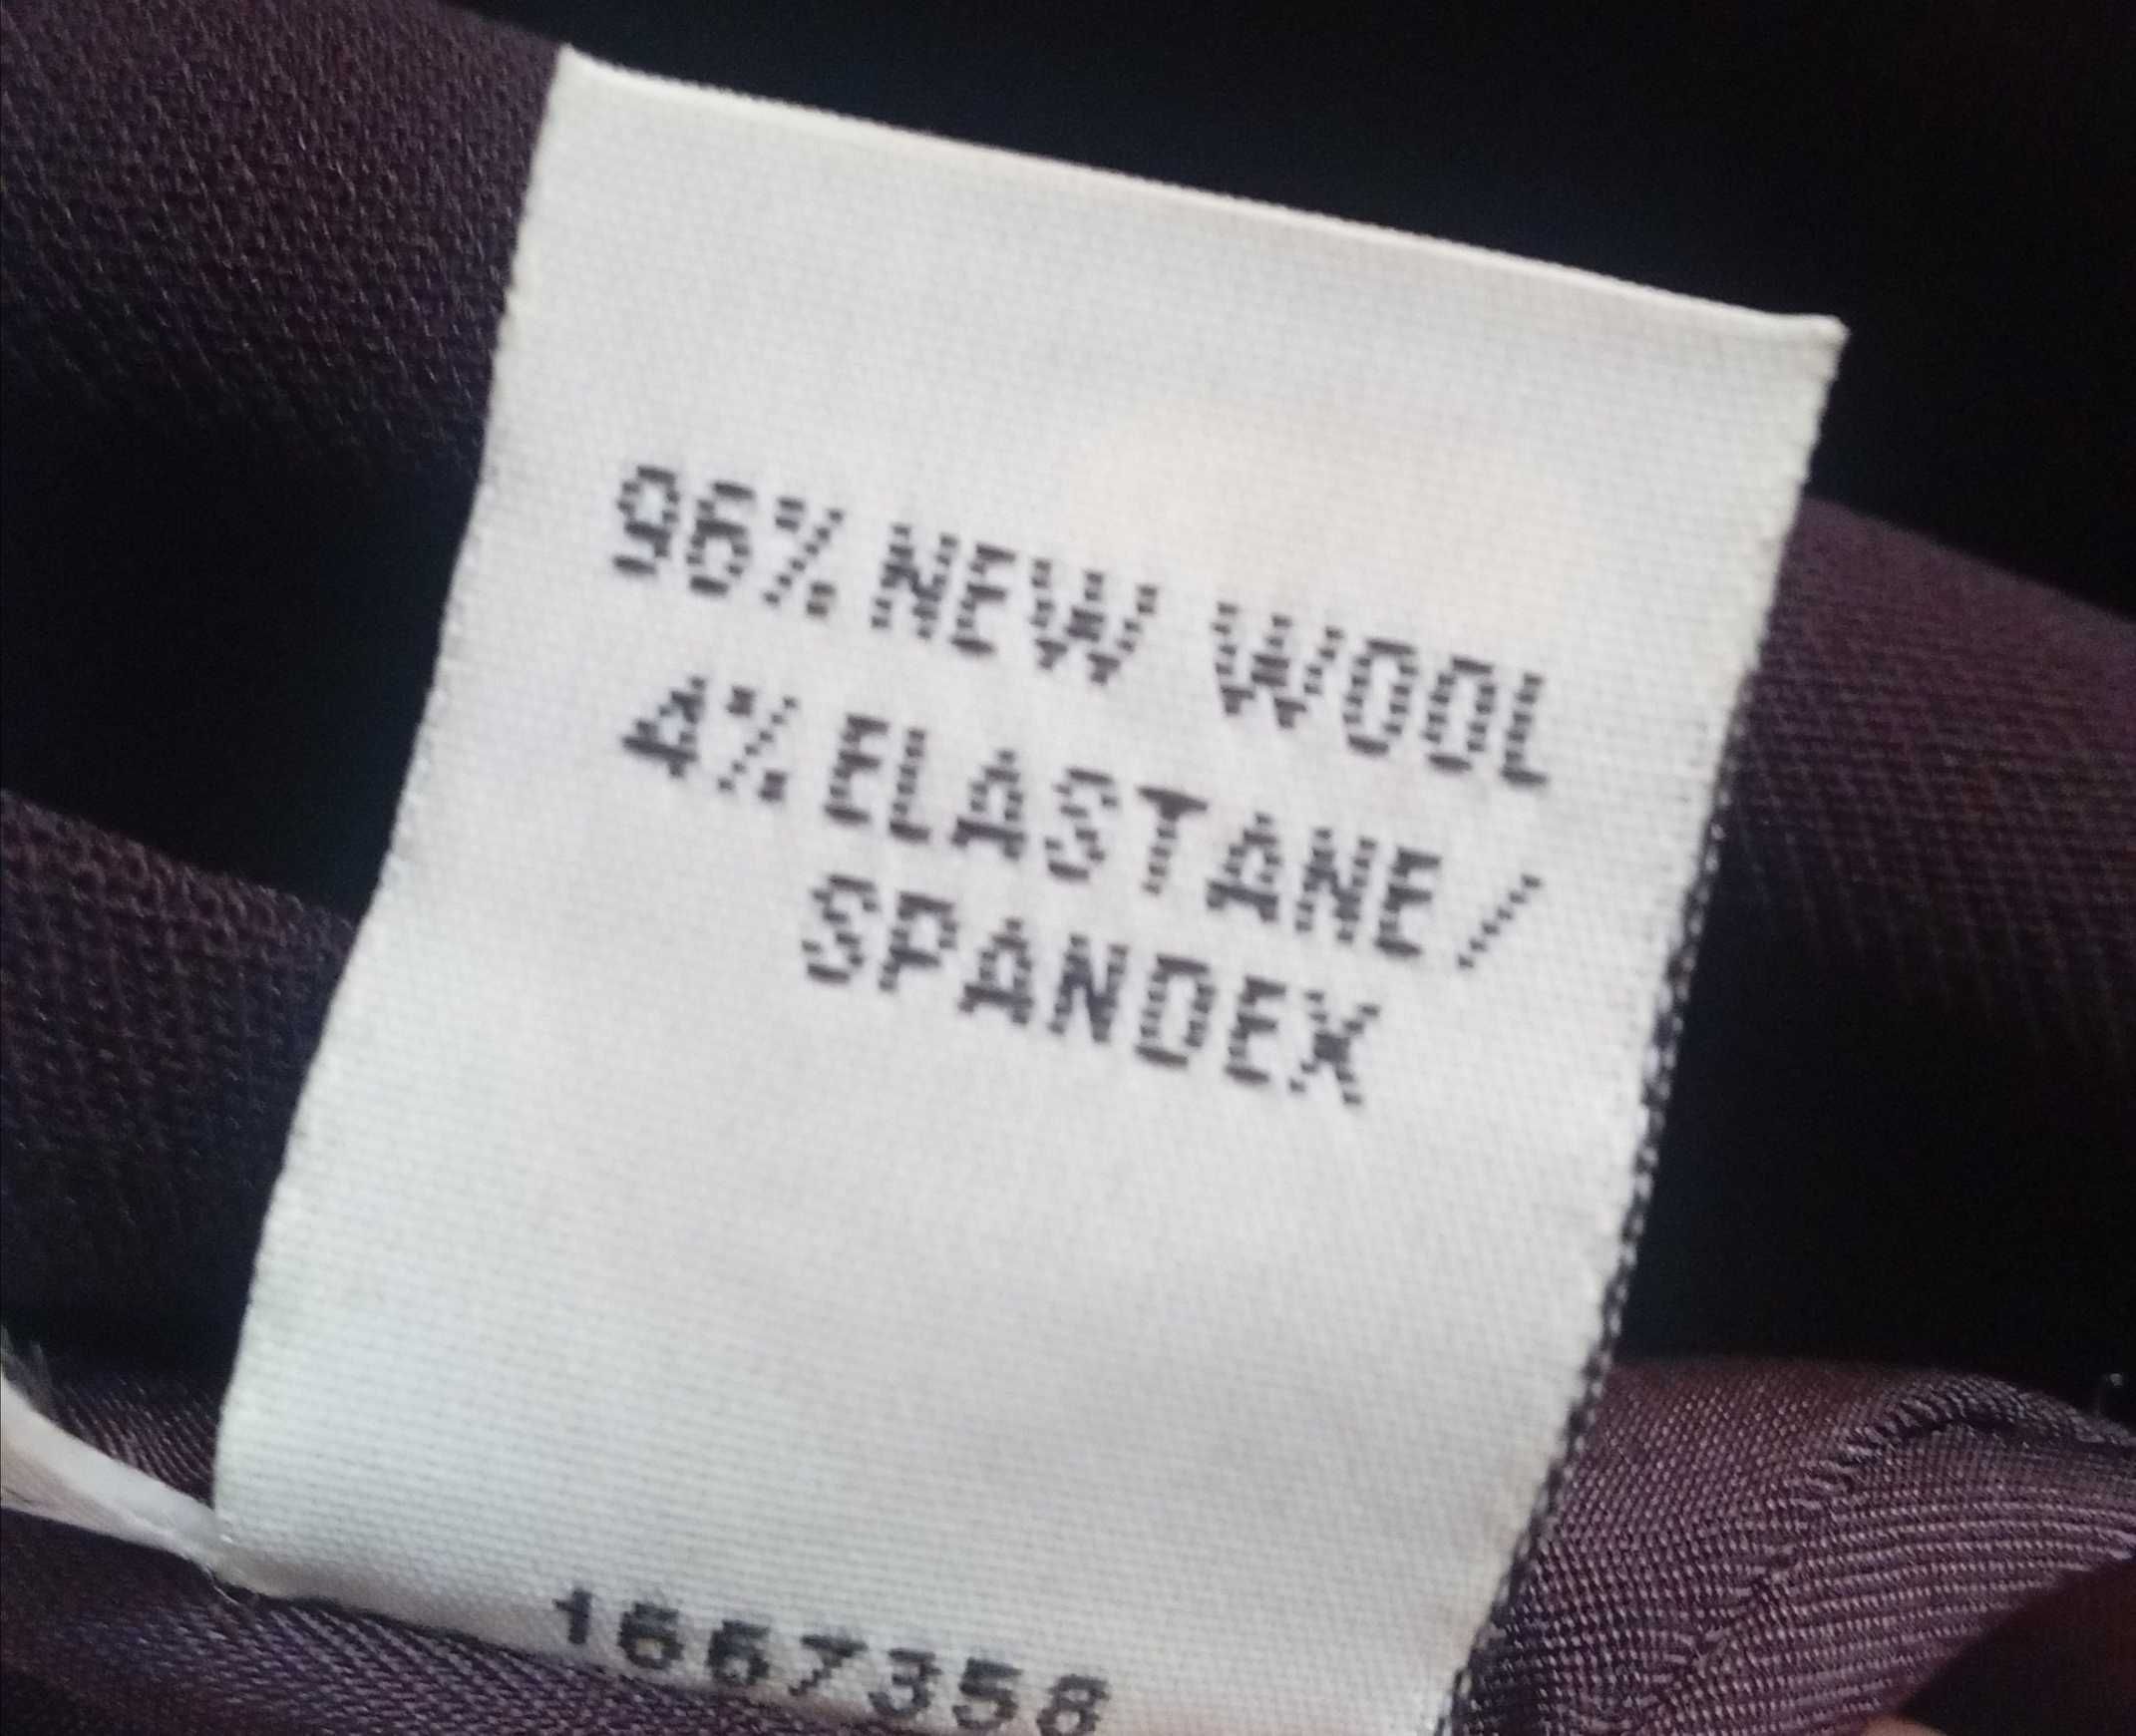 96% NEW WOOL
4% ELASTANE/
SPANDEX
1667358